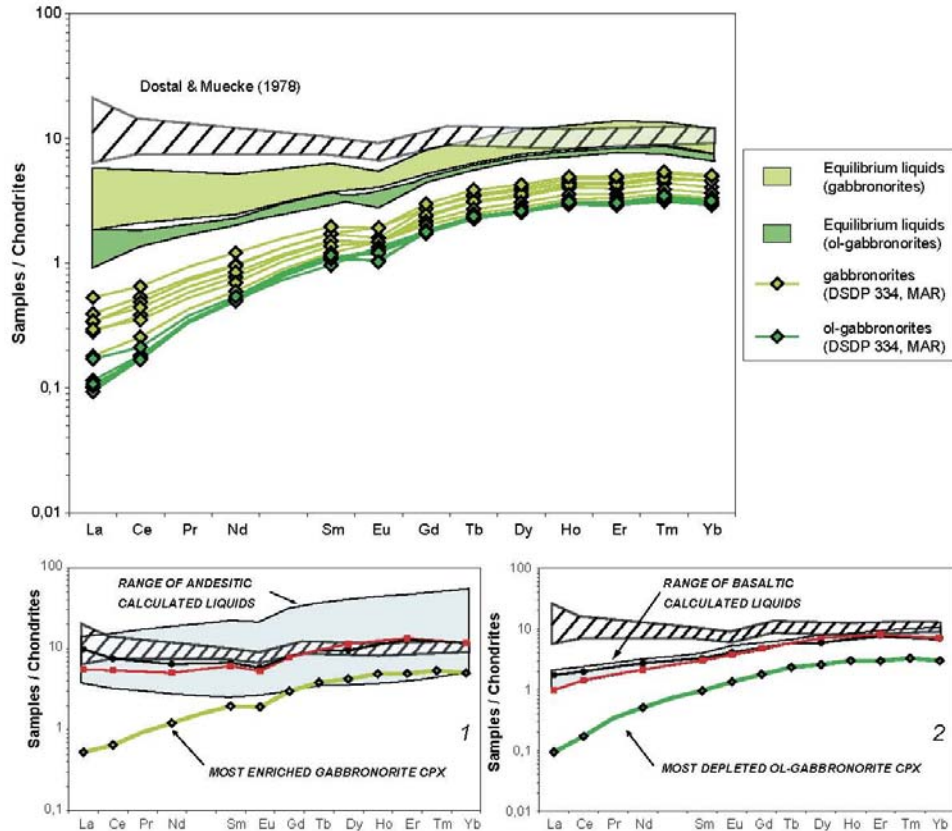 100
Dostal & Muecke (1978)
10
1
0,1
0,01
Samples / Chondrites
La Ce Pr Nd Sm Eu Gd Tb Dy Ho Er Tm Yb
Equilibrium liquids
(gabbronorites)
Equilibrium liquids
(ol-gabbronorites)
gabbronorites
(DSDP 334, MAR)
ol-gabbronorites
(DSDP 334, MAR)
100
10
1
0,1
Samples / Chondrites
RANGE OF ANDESITIC
CALCULATED LIQUIDS
1
MOST ENRICHED GABBRONORITE CPX
La Ce Pr Nd Sm Eu Gd Tb Dy Ho Er Tm Yb
100
10
1
0,1
0,01
Samples / Chondrites
RANGE OF BASALTIC
CALCULATED LIQUIDS
2
MOST DEPLETED OL-GABBRONORITE CPX
La Ce Pr Nd Sm Eu Gd Tb Dy Ho Er Tm Yb